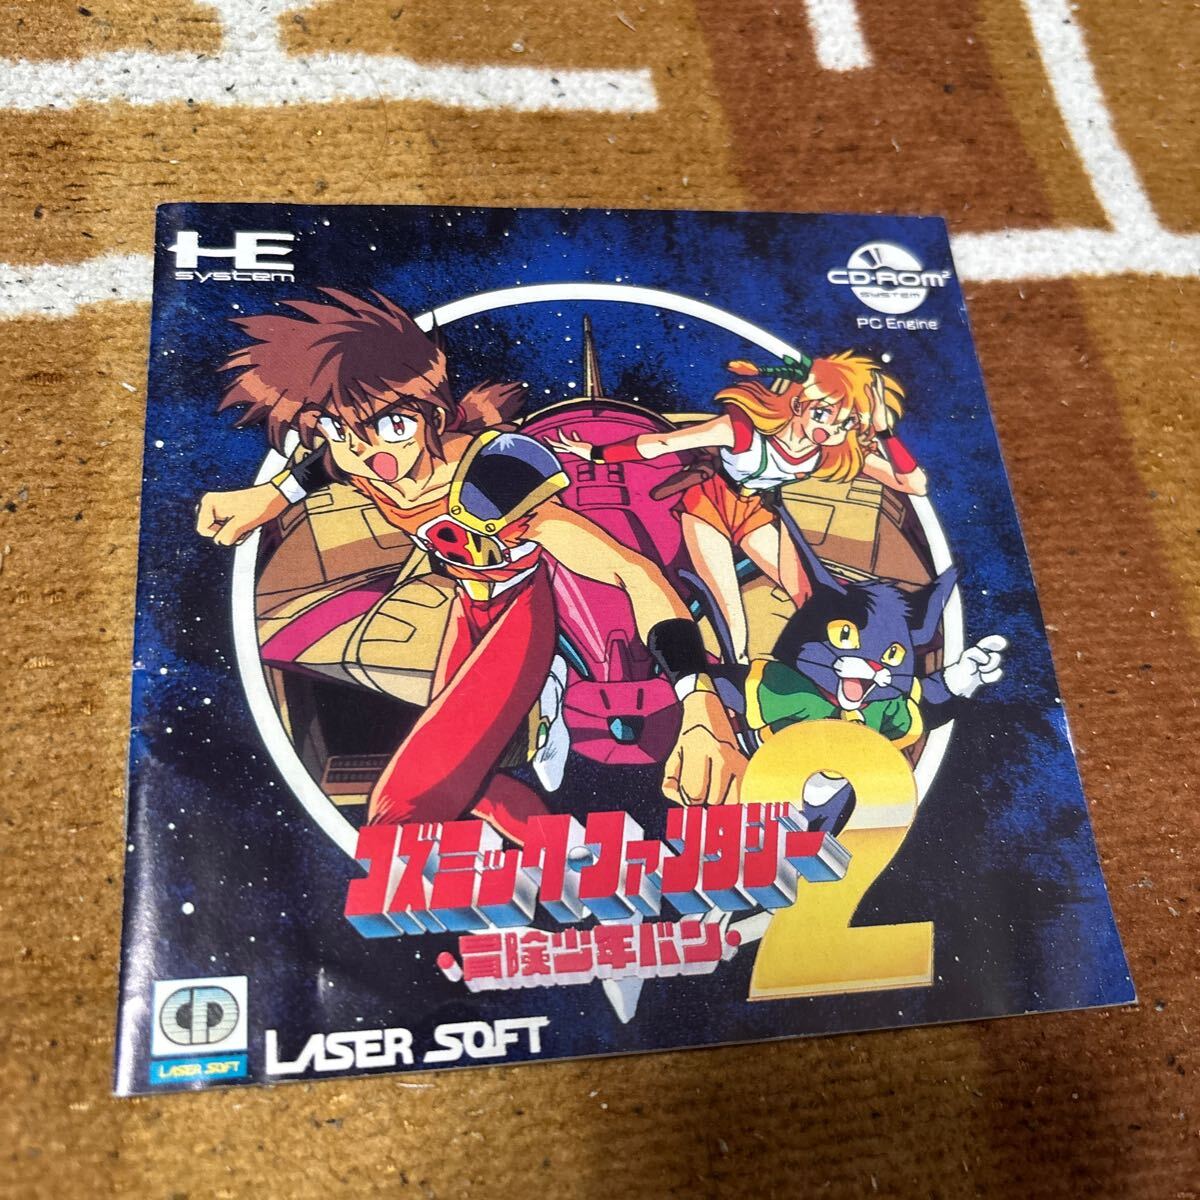 HE
system
CD-ROM²
SYSTEM
PC Engine
コズミック・ファンタジー2
・冒険少年バン・
LASER SOFT
LASER SOFT